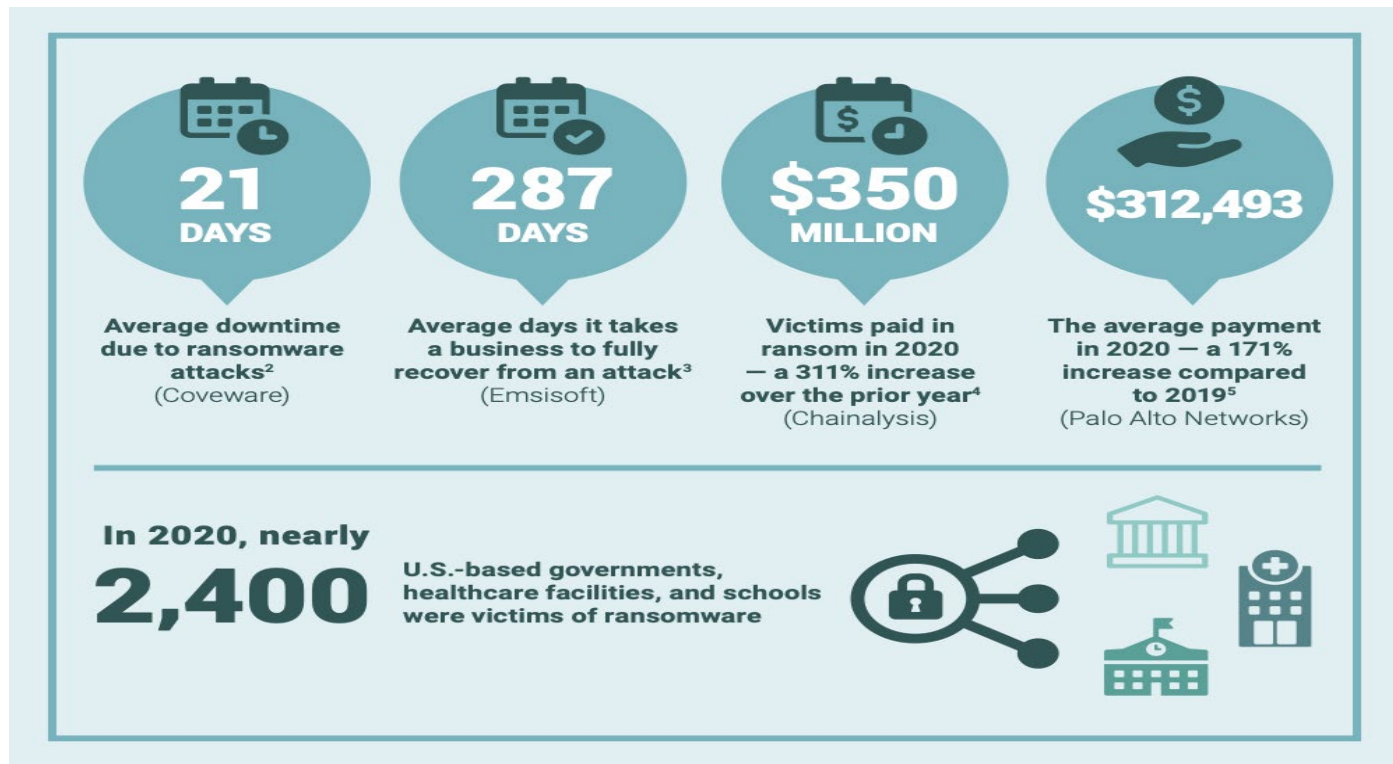 21
DAYS
Average downtime
due to ransomware
attacks²
(Coveware)
287
DAYS
Average days it takes
a business to fully
recover from an attack³
(Emsisoft)
$
$350
MILLION
Victims paid in
ransom in 2020
— a 311% increase
over the prior year⁴
(Chainalysis)
$
$312,493
The average payment
in 2020 — a 171%
increase compared
to 2019⁵
(Palo Alto Networks)
In 2020, nearly
2,400
U.S.-based governments,
healthcare facilities, and schools
were victims of ransomware